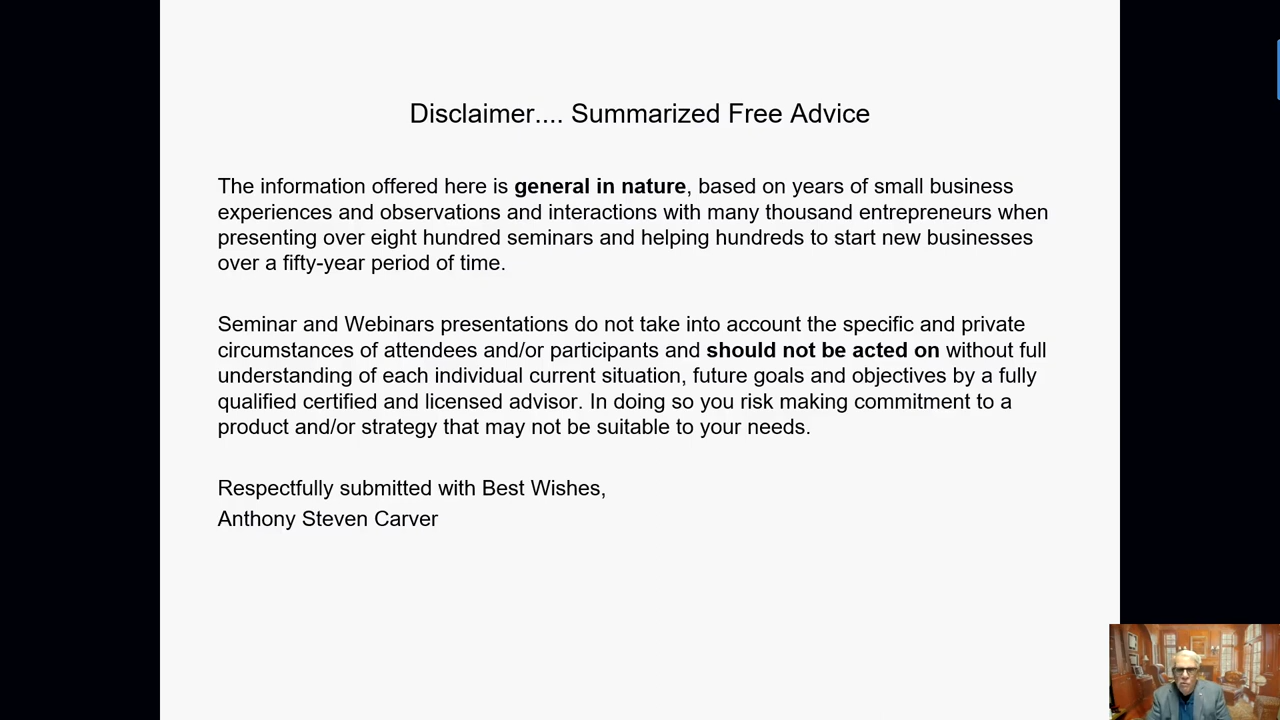 Disclaimer.... Summarized Free Advice
The information offered here is general in nature, based on years of small business
experiences and observations and interactions with many thousand entrepreneurs when
presenting over eight hundred seminars and helping hundreds to start new businesses
over a fifty-year period of time.
Seminar and Webinars presentations do not take into account the specific and private
circumstances of attendees and/or participants and should not be acted on without full
understanding of each individual current situation, future goals and objectives by a fully
qualified certified and licensed advisor. In doing so you risk making commitment to a
product and/or strategy that may not be suitable to your needs.
Respectfully submitted with Best Wishes,
Anthony Steven Carver